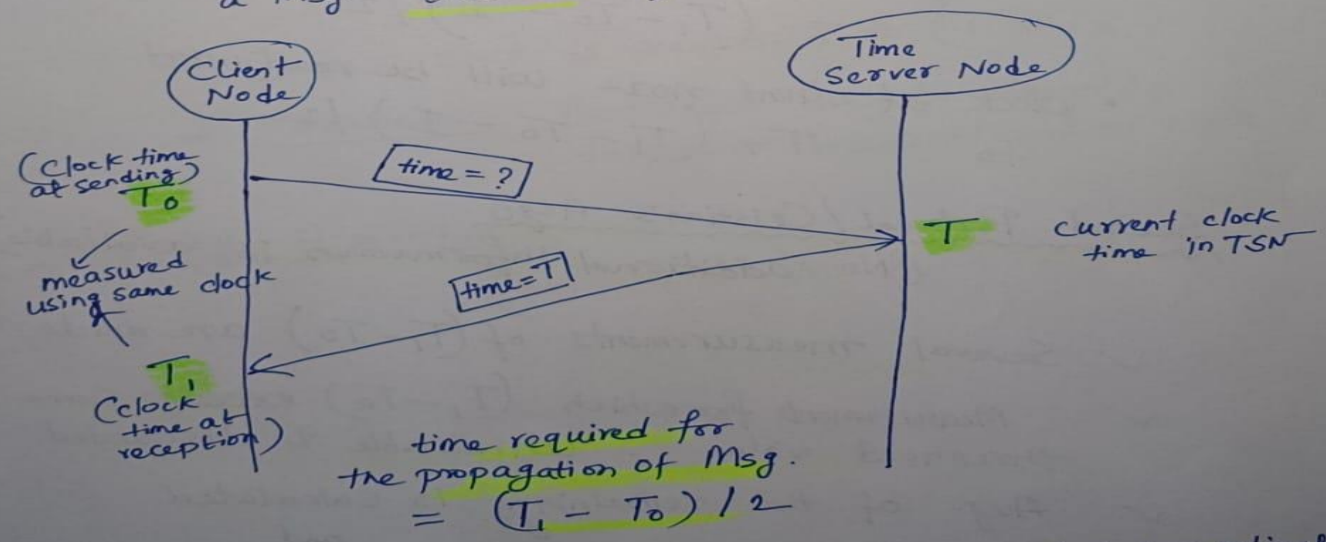 a Msg
Client
Node
Time
Server Node
(Clock time
at sending)
T0
time = ?
T
current clock
time in TSN
measured
using same clock
time=T
T1
(clock
time at
reception)
time required for
the propagation of Msg.
= (T1 - T0) / 2